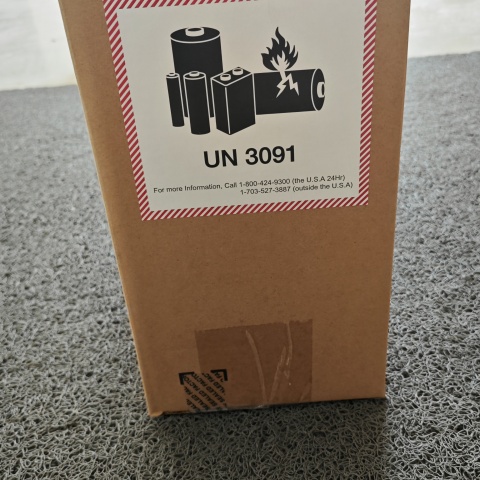 UN 3091
For more Information, Call 1-800-424-9300 (the U.S.A 24Hr)
1-703-527-3887 (outside the U.S.A)